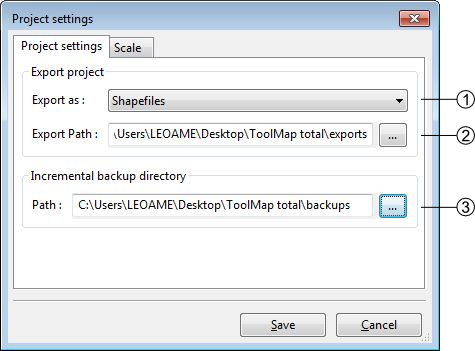 Project settings
Project settings Scale
Export project
Export as : Shapefiles ①
Export Path : \Users\LEOAME\Desktop\ToolMap total\exports ... ②
Incremental backup directory
Path : C:\Users\LEOAME\Desktop\ToolMap total\backups ... ③
Save Cancel